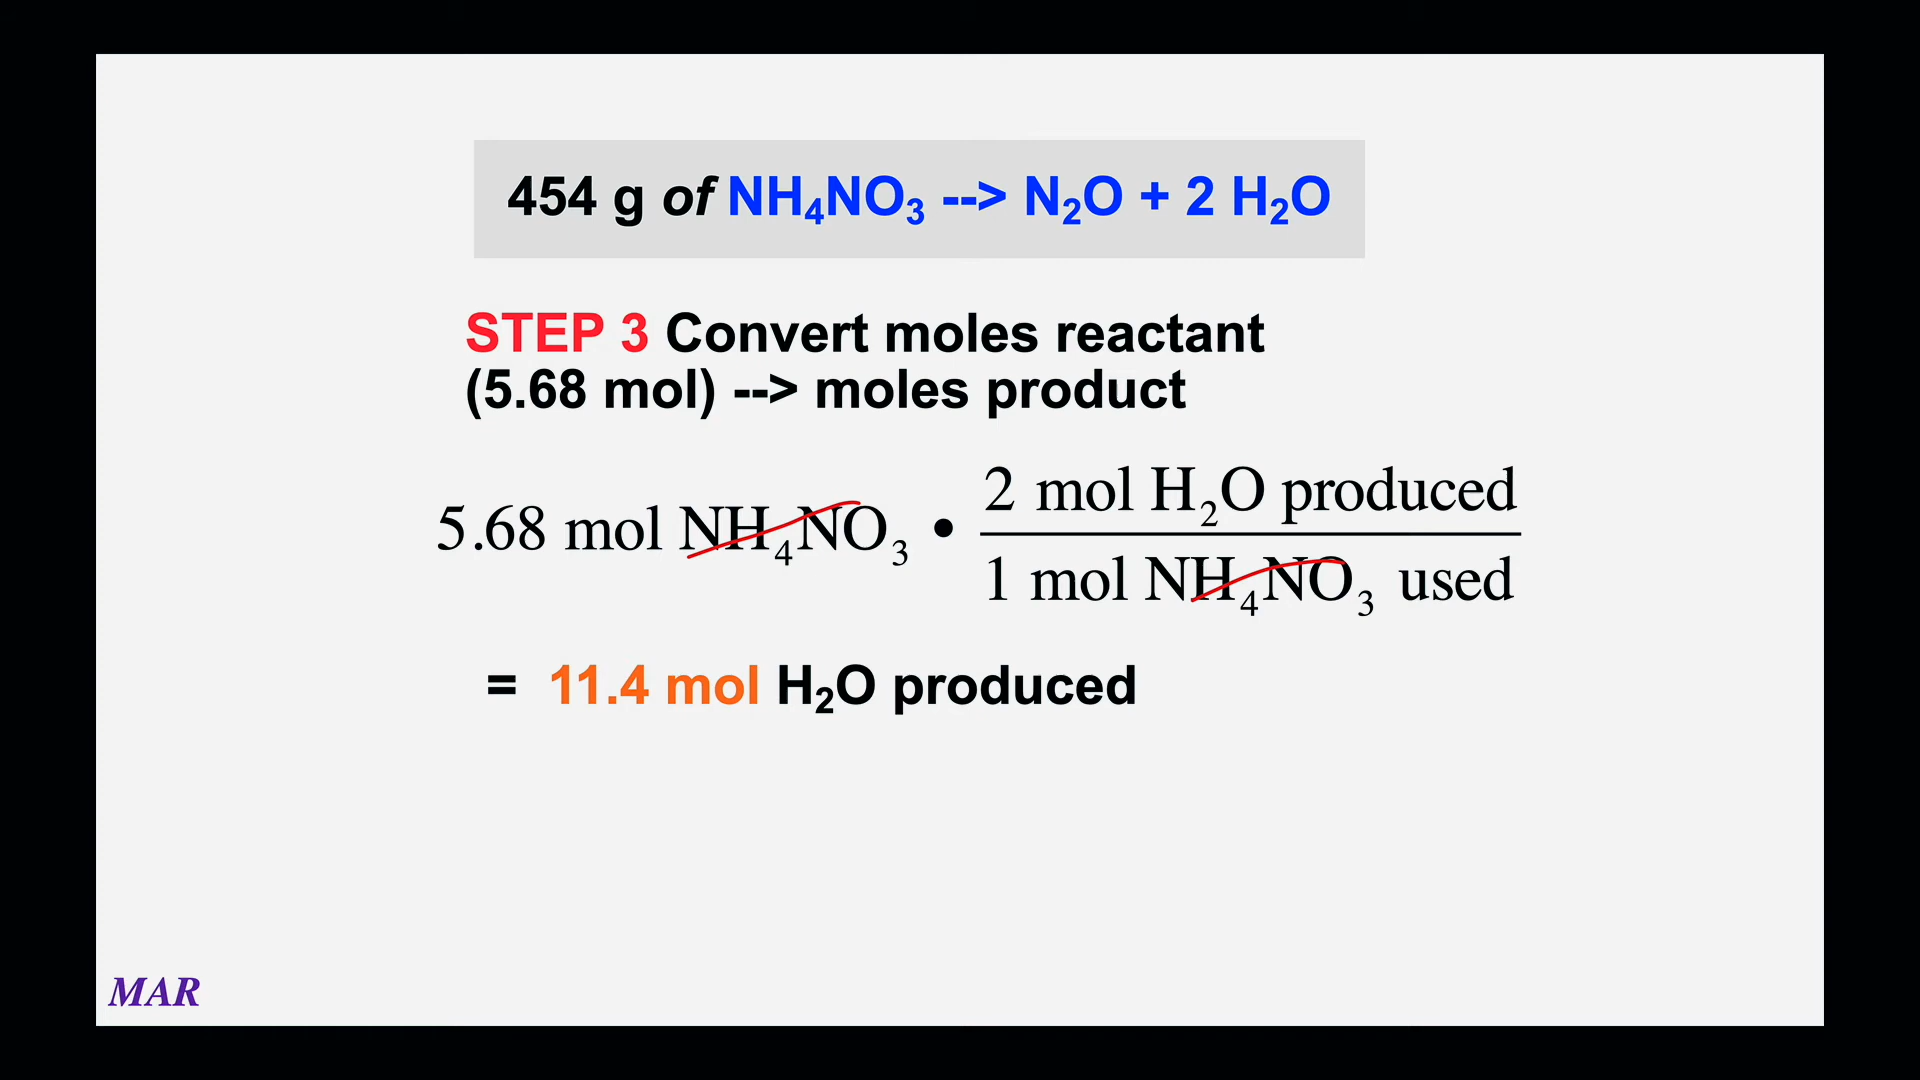 454 g of NH₄NO₃ --> N₂O + 2 H₂O
STEP 3 Convert moles reactant
(5.68 mol) --> moles product
5.68 mol NH₄NO₃ • 2 mol H₂O produced / 1 mol NH₄NO₃ used
= 11.4 mol H₂O produced
MAR